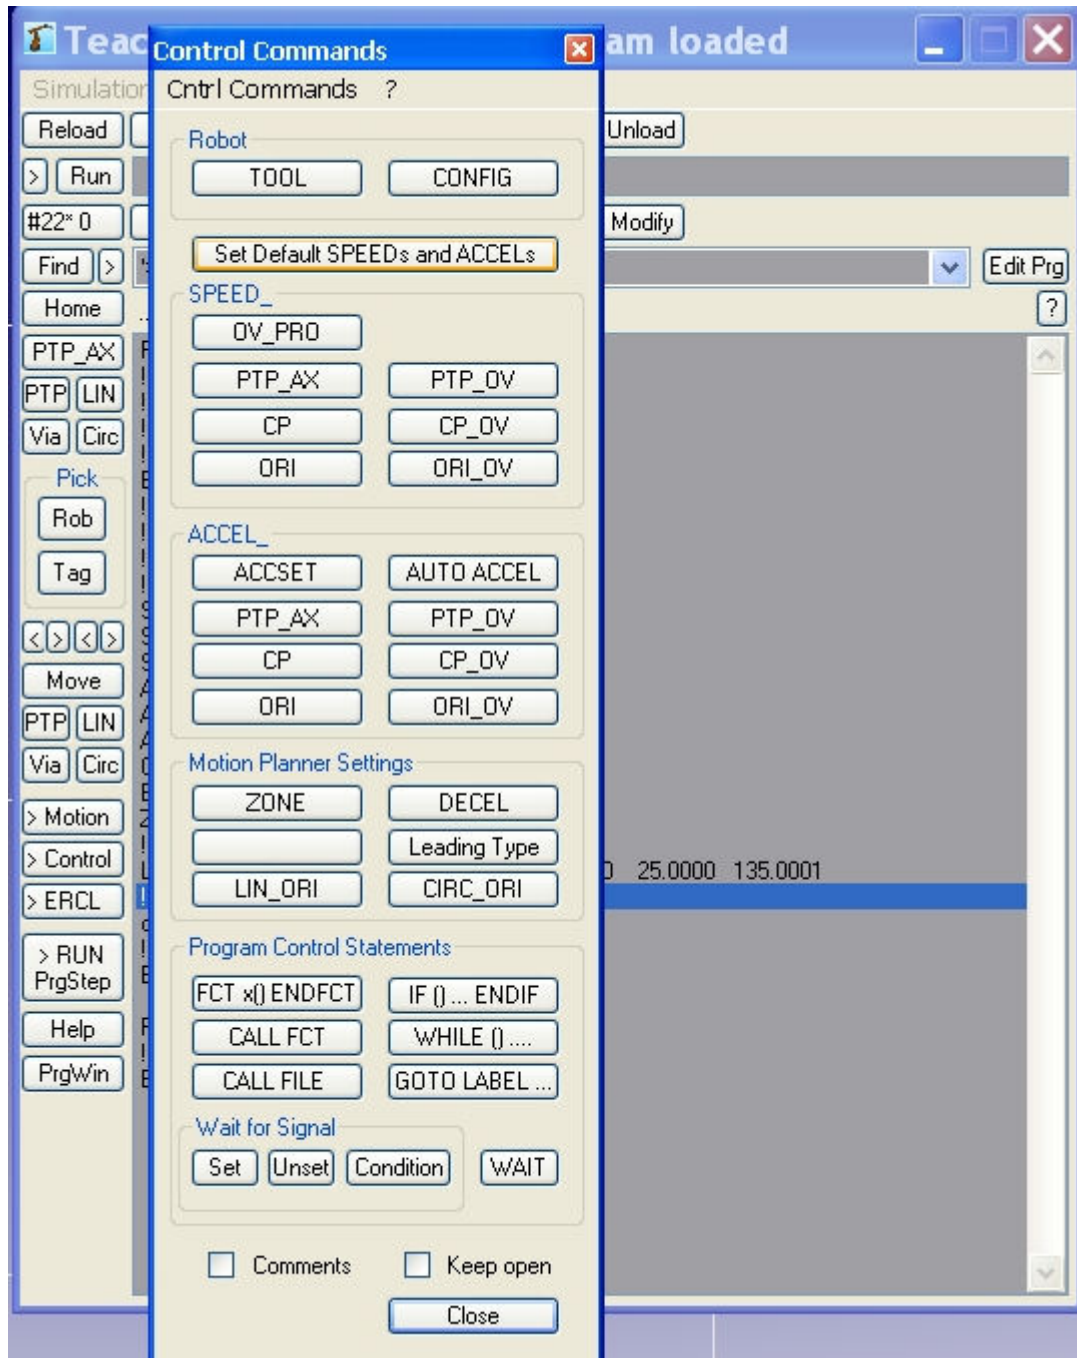 Teac
am loaded
Control Commands
Simulation
Cntrl Commands ?
Reload
Unload
Robot
> Run
TOOL CONFIG
#22* 0
Modify
Set Default SPEEDs and ACCELs
Find >
Edit Prg
SPEED_
Home
?
OV_PRO
PTP_AX
PTP_AX PTP_OV
PTP LIN
CP CP_OV
Via Circ
ORI ORI_OV
Pick
Rob
ACCEL_
Tag
ACCSET AUTO ACCEL
PTP_AX PTP_OV
< > < >
CP CP_OV
Move
ORI ORI_OV
PTP LIN
Via Circ
Motion Planner Settings
ZONE DECEL
> Motion
Leading Type
> Control
25.0000 135.0001
LIN_ORI CIRC_ORI
> ERCL
Program Control Statements
> RUN
PrgStep
FCT x() ENDFCT IF () ... ENDIF
Help
CALL FCT WHILE () ....
PrgWin
CALL FILE GOTO LABEL ...
Wait for Signal
Set Unset Condition WAIT
Comments Keep open
Close